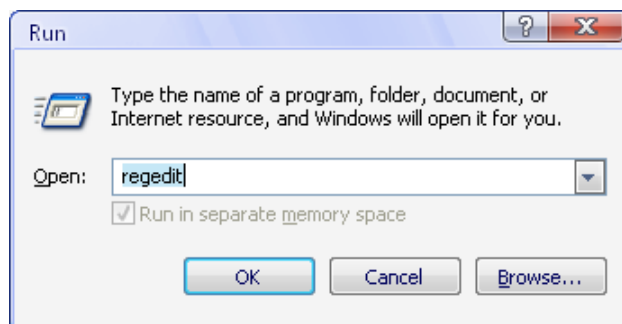 Run
Type the name of a program, folder, document, or
Internet resource, and Windows will open it for you.
Open: regedit
Run in separate memory space
OK Cancel Browse...